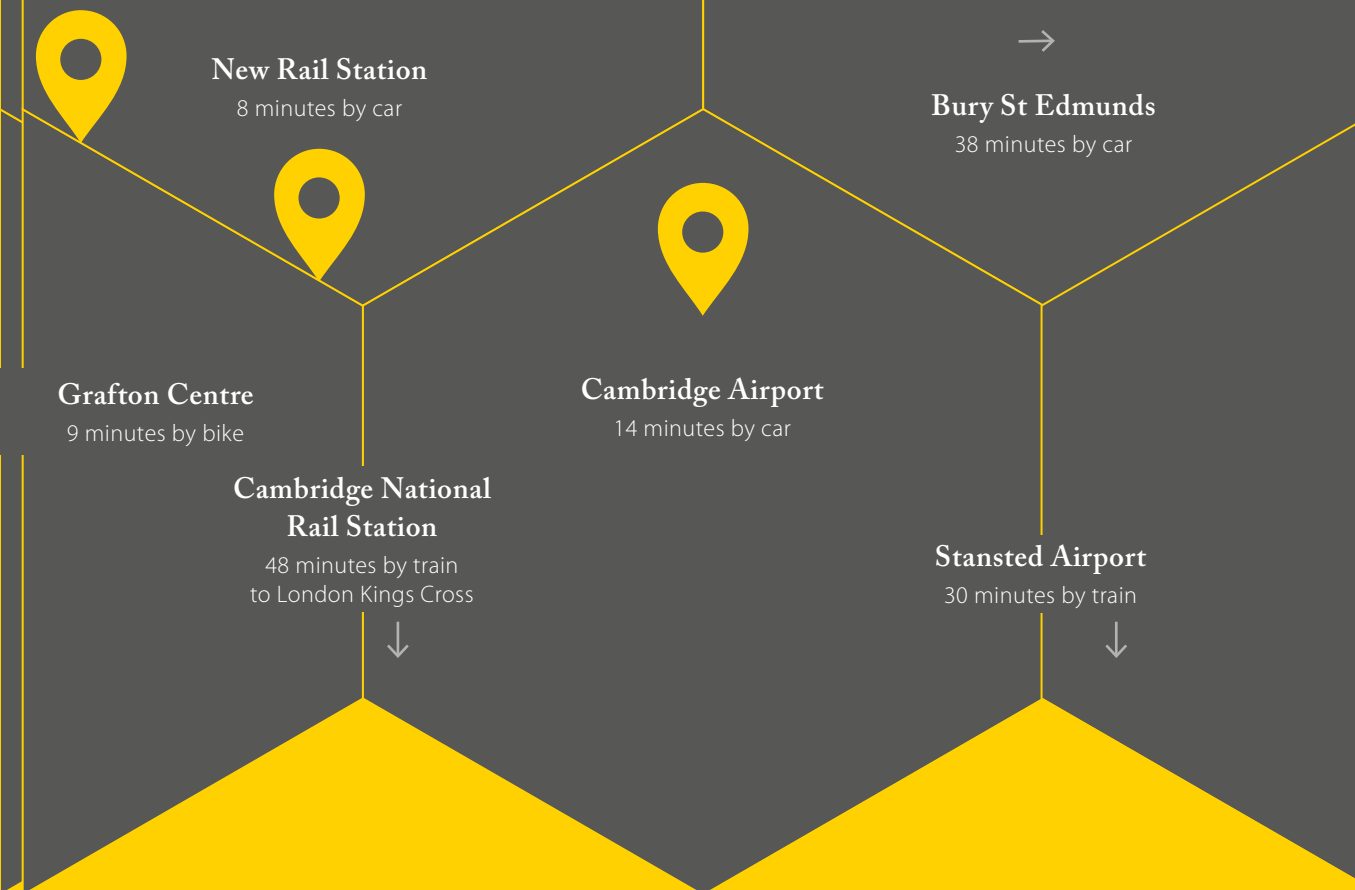 New Rail Station
8 minutes by car
Bury St Edmunds
38 minutes by car
Grafton Centre
9 minutes by bike
Cambridge Airport
14 minutes by car
Cambridge National
Rail Station
48 minutes by train
to London Kings Cross
Stansted Airport
30 minutes by train